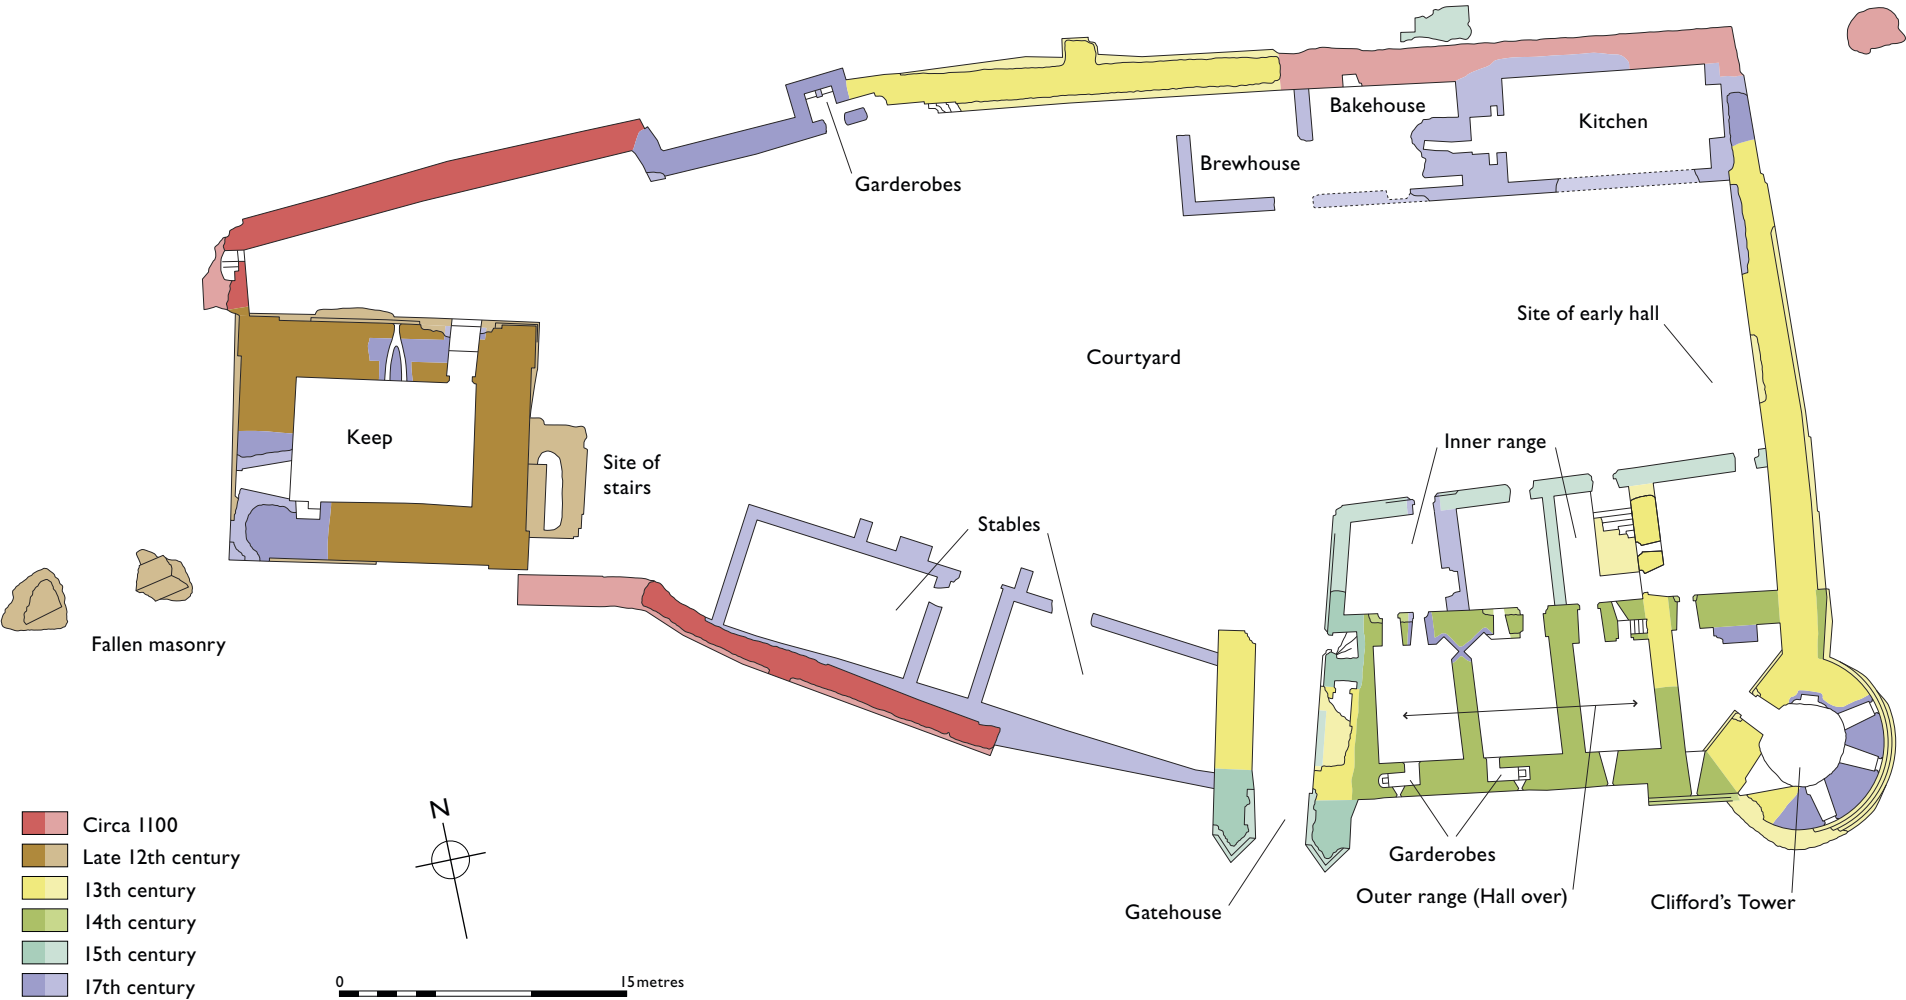 Bakehouse
Kitchen
Brewhouse
Garderobes
Site of early hall
Courtyard
Keep
Inner range
Site of
stairs
Stables
Fallen masonry
N
Circa 1100
Late 12th century
13th century
14th century
15th century
17th century
0 15 metres
Garderobes
Outer range (Hall over)
Gatehouse
Clifford's Tower